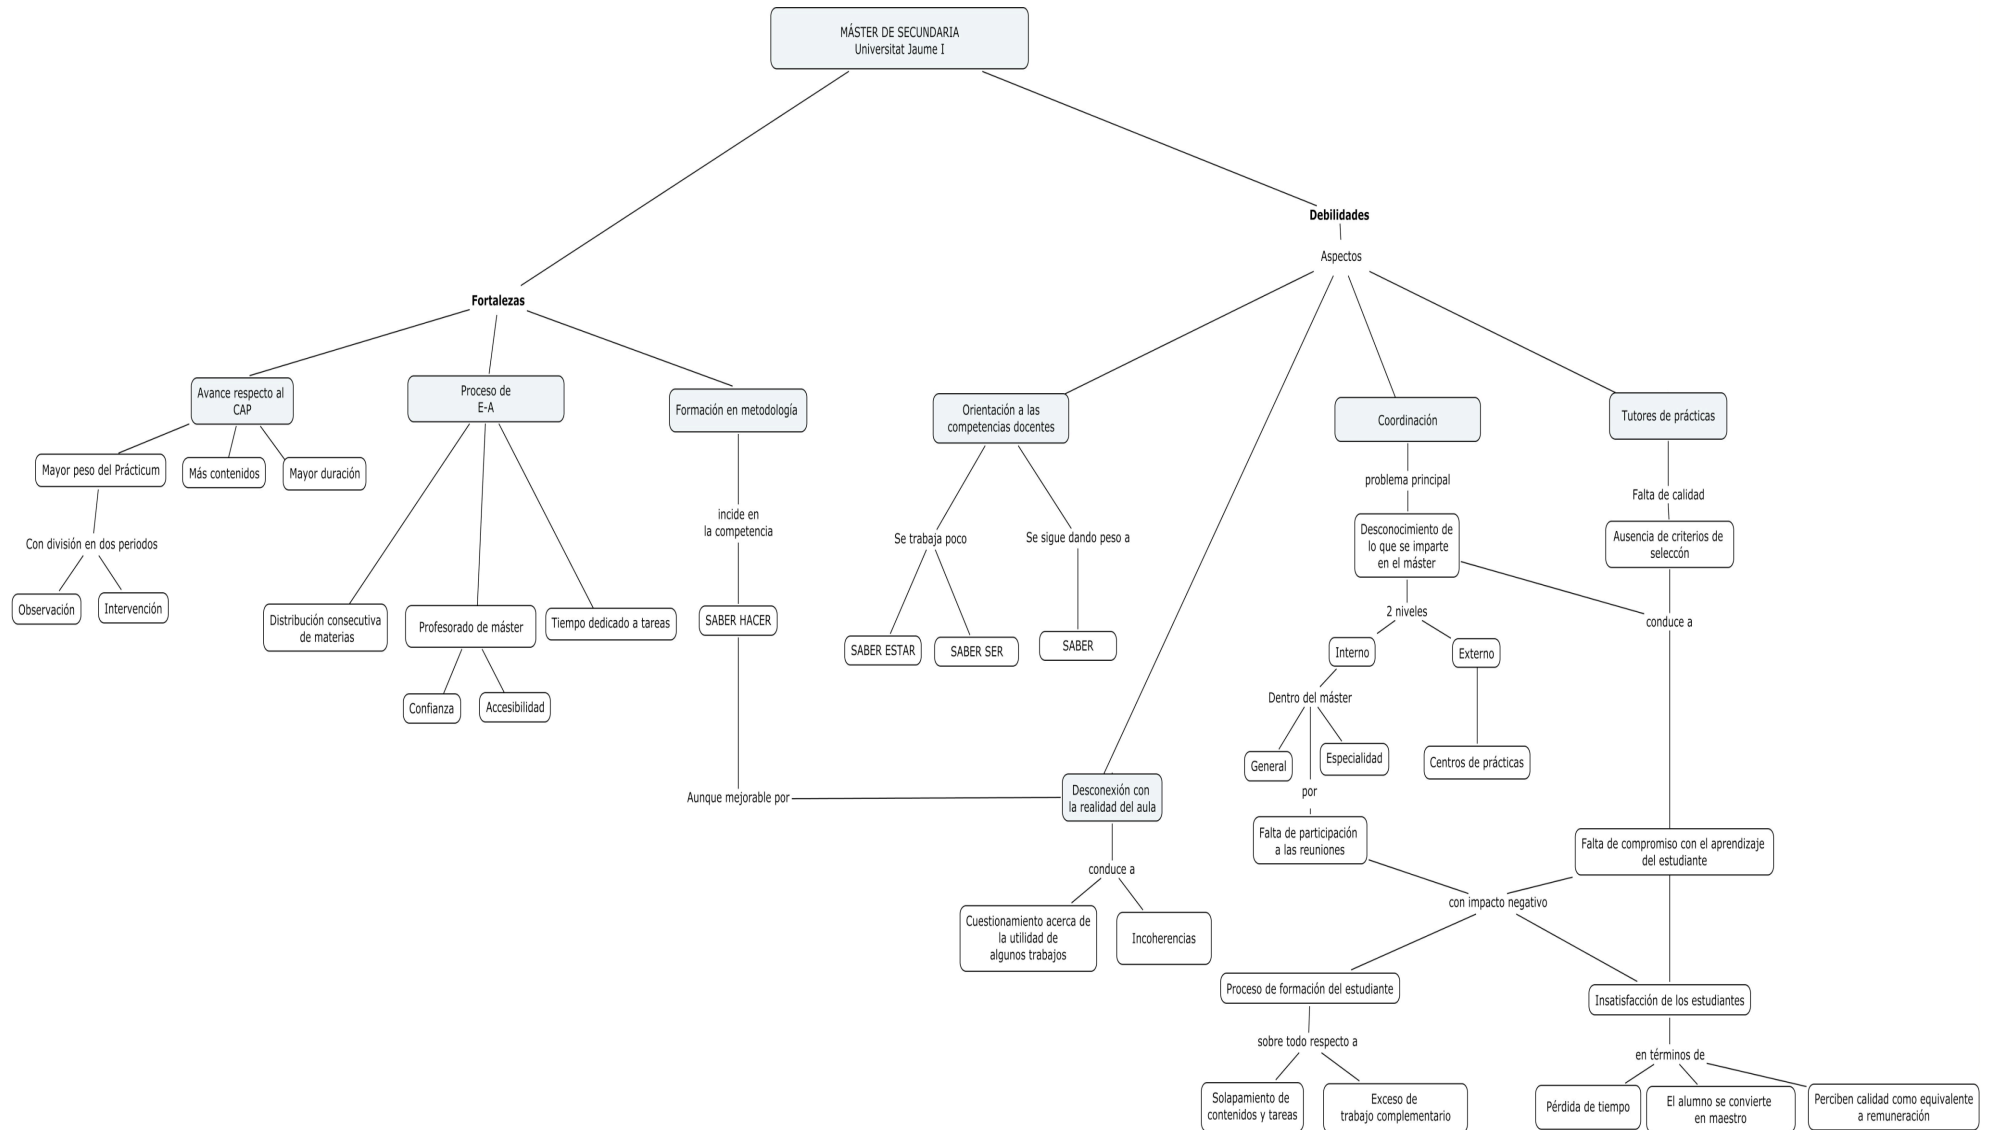 MÁSTER DE SECUNDARIA
Universitat Jaume I
Debilidades
Aspectos
Fortalezas
Avance respecto al
CAP
Proceso de
E-A
Formación en metodología
Orientación a las
competencias docentes
Coordinación
Tutores de prácticas
Mayor peso del Prácticum
Más contenidos
Mayor duración
problema principal
Falta de calidad
incide en
la competencia
Con división en dos periodos
Se trabaja poco
Se sigue dando peso a
Desconocimiento de
lo que se imparte
en el máster
Ausencia de criterios de
seleccón
Observación
Intervención
Distribución consecutiva
de materias
Profesorado de máster
Tiempo dedicado a tareas
SABER HACER
SABER ESTAR
SABER SER
SABER
2 niveles
conduce a
Interno
Externo
Confianza
Accesibilidad
Dentro del máster
General
Especialidad
Centros de prácticas
Aunque mejorable por
Desconexión con
la realidad del aula
por
Falta de participación
a las reuniones
Falta de compromiso con el aprendizaje
del estudiante
conduce a
con impacto negativo
Cuestionamiento acerca de
la utilidad de
algunos trabajos
Incoherencias
Proceso de formación del estudiante
Insatisfacción de los estudiantes
sobre todo respecto a
en términos de
Solapamiento de
contenidos y tareas
Exceso de
trabajo complementario
Pérdida de tiempo
El alumno se convierte
en maestro
Perciben calidad como equivalente
a remuneración